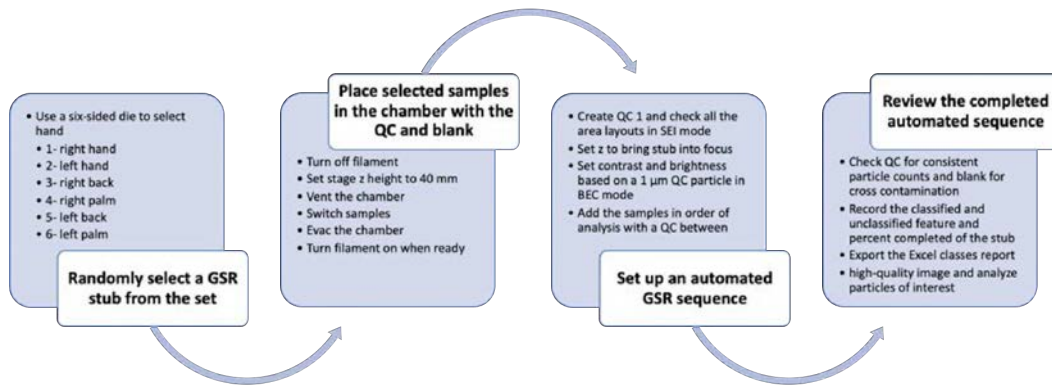 • Use a six-sided die to select
hand
• 1- right hand
• 2- left hand
• 3- right back
• 4- right palm
• 5- left back
• 6- left palm
Randomly select a GSR
stub from the set
Place selected samples
in the chamber with the
QC and blank
• Turn off filament
• Set stage z height to 40 mm
• Vent the chamber
• Switch samples
• Evac the chamber
• Turn filament on when ready
• Create QC 1 and check all the
area layouts in SEI mode
• Set z to bring stub into focus
• Set contrast and brightness
based on a 1 µm QC particle in
BEC mode
• Add the samples in order of
analysis with a QC between
Set up an automated
GSR sequence
Review the completed
automated sequence
• Check QC for consistent
particle counts and blank for
cross contamination
• Record the classified and
unclassified feature and
percent completed of the stub
• Export the Excel classes report
• high-quality image and analyze
particles of interest